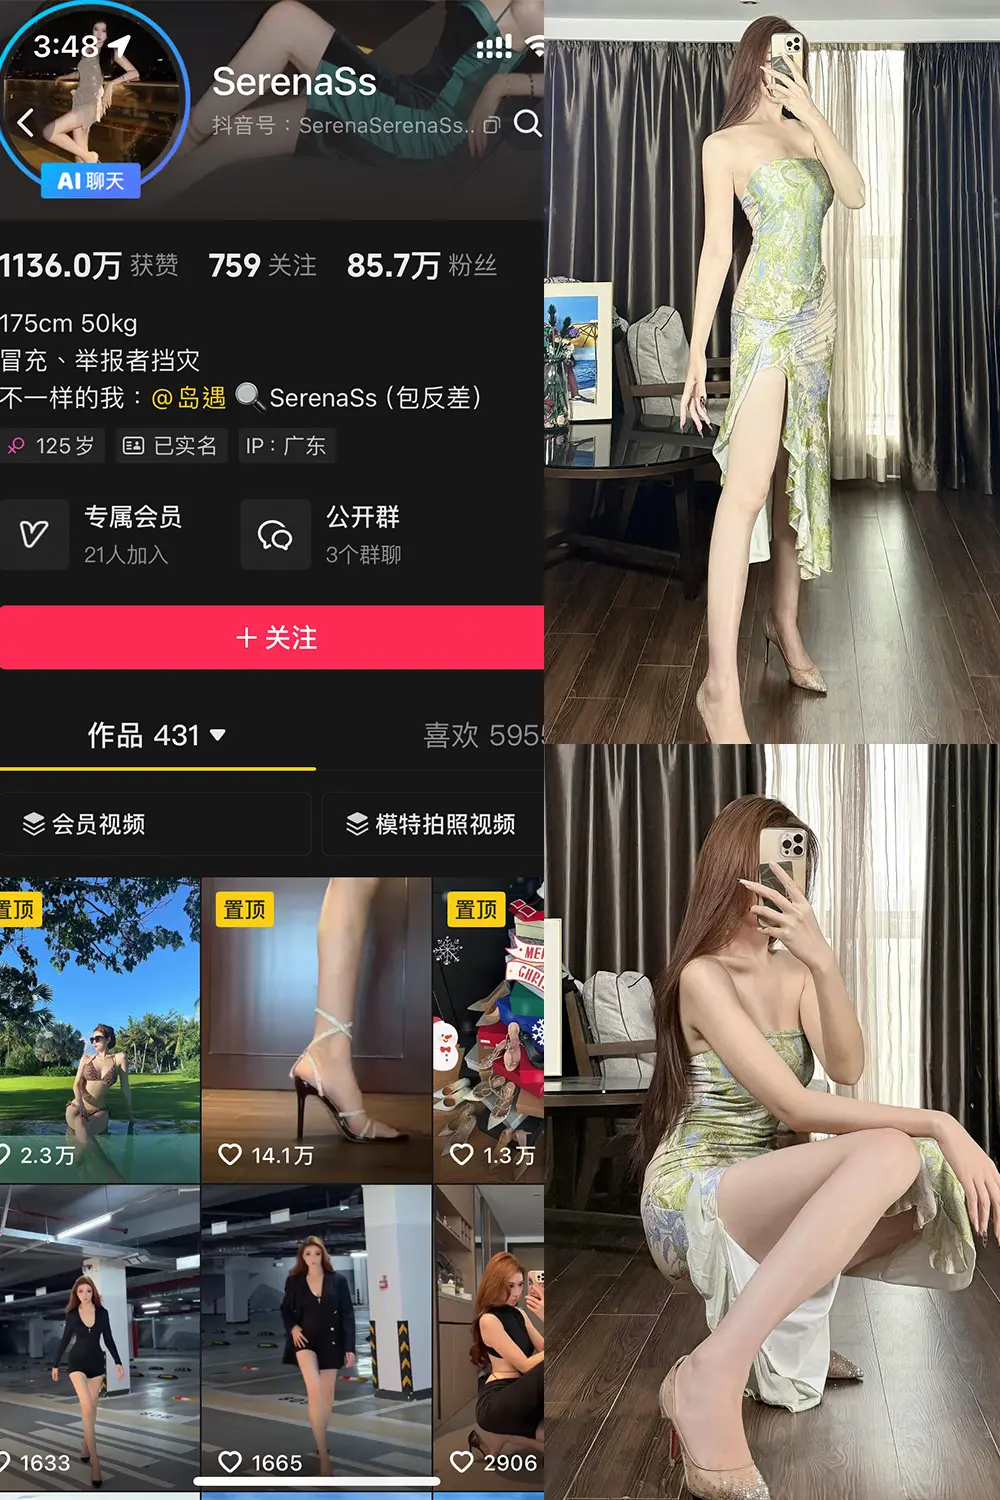 3:48
SerenaSs
抖音号：SerenaSerenaSs..
AI 聊天
1136.0万 获赞 759 关注 85.7万 粉丝
175cm 50kg
冒充、举报者挡灾
不一样的我：@岛遇 🔍SerenaSs（包反差）
125岁 已实名 IP：广东
专属会员 公开群
21人加入 3个群聊
+ 关注
作品 431 喜欢 595
会员视频 模特拍照视频
置顶 置顶 置顶
2.3万 14.1万 1.3万
1633 1665 2906